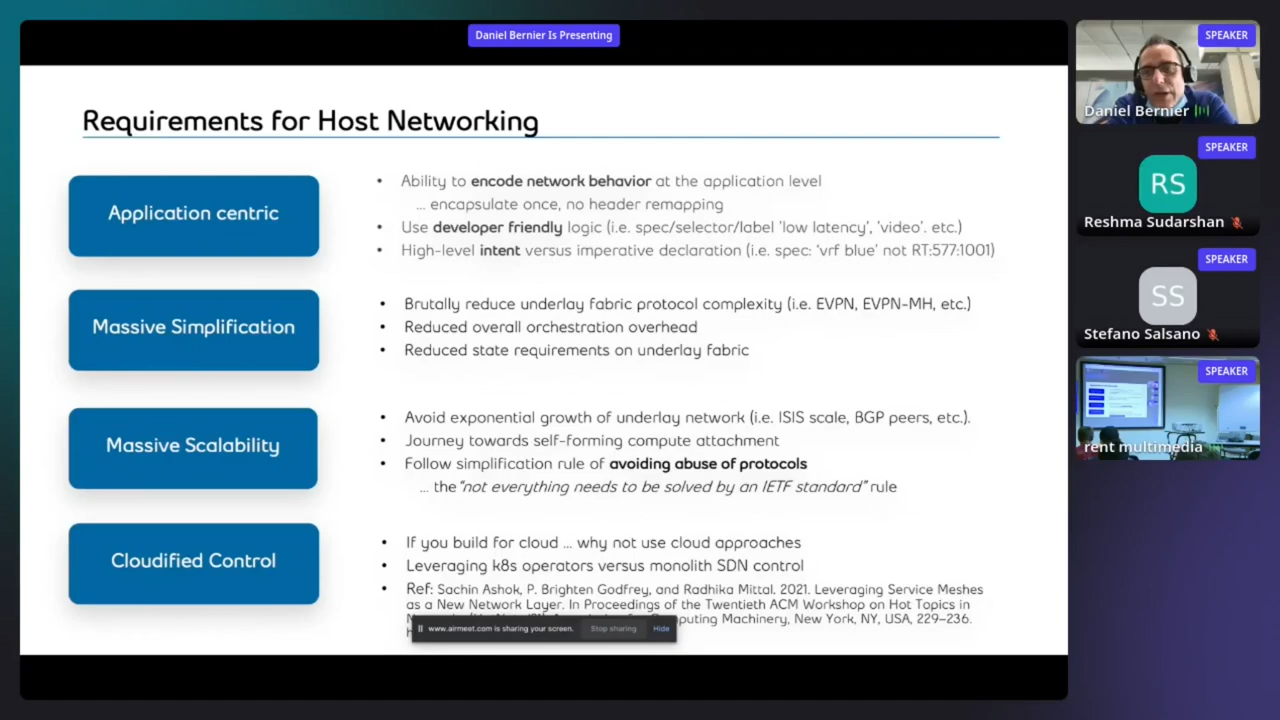 Daniel Bernier Is Presenting
Requirements for Host Networking
Application centric
• Ability to encode network behavior at the application level
... encapsulate once, no header remapping
• Use developer friendly logic (i.e. spec/selector/label 'low latency', 'video'. etc.)
• High-level intent versus imperative declaration (i.e. spec: 'vrf blue' not RT:577:1001)
Massive Simplification
• Brutally reduce underlay fabric protocol complexity (i.e. EVPN, EVPN-MH, etc.)
• Reduced overall orchestration overhead
• Reduced state requirements on underlay fabric
Massive Scalability
• Avoid exponential growth of underlay network (i.e. ISIS scale, BGP peers, etc.).
• Journey towards self-forming compute attachment
• Follow simplification rule of avoiding abuse of protocols
... the "not everything needs to be solved by an IETF standard" rule
Cloudified Control
• If you build for cloud ... why not use cloud approaches
• Leveraging k8s operators versus monolith SDN control
• Ref: Sachin Ashok, P. Brighten Godfrey, and Radhika Mittal. 2021. Leveraging Service Meshes
as a New Network Layer. In Proceedings of the Twentieth ACM Workshop on Hot Topics in
Machinery, New York, NY, USA, 229–236.
www.airmeet.com is sharing your screen. Stop sharing Hide
SPEAKER
Daniel Bernier
SPEAKER
RS
Reshma Sudarshan
SPEAKER
SS
Stefano Salsano
SPEAKER
rent multimedia